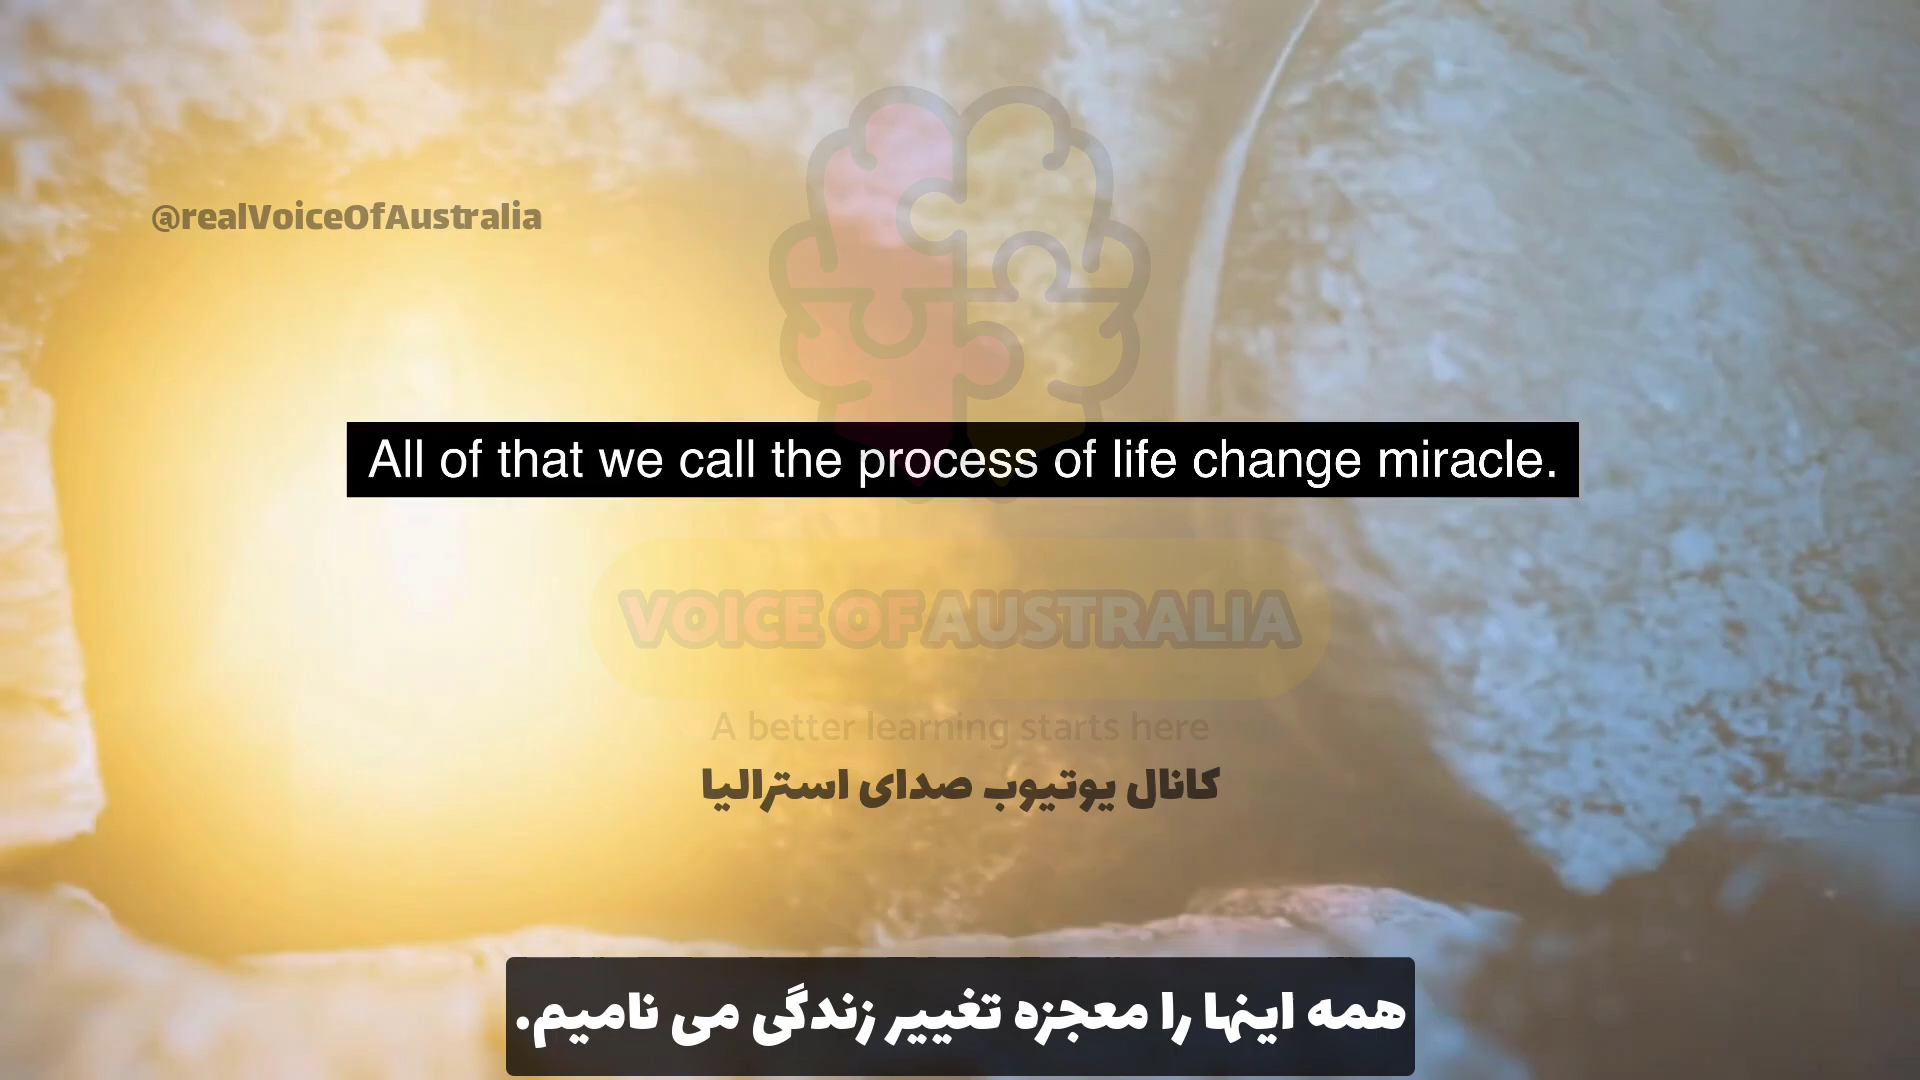 @realVoiceOfAustralia
All of that we call the process of life change miracle.
VOICE OF AUSTRALIA
A better learning starts here
کانال یوتیوب صدای استرالیا
همه اینها را معجزه تغییر زندگی می نامیم.